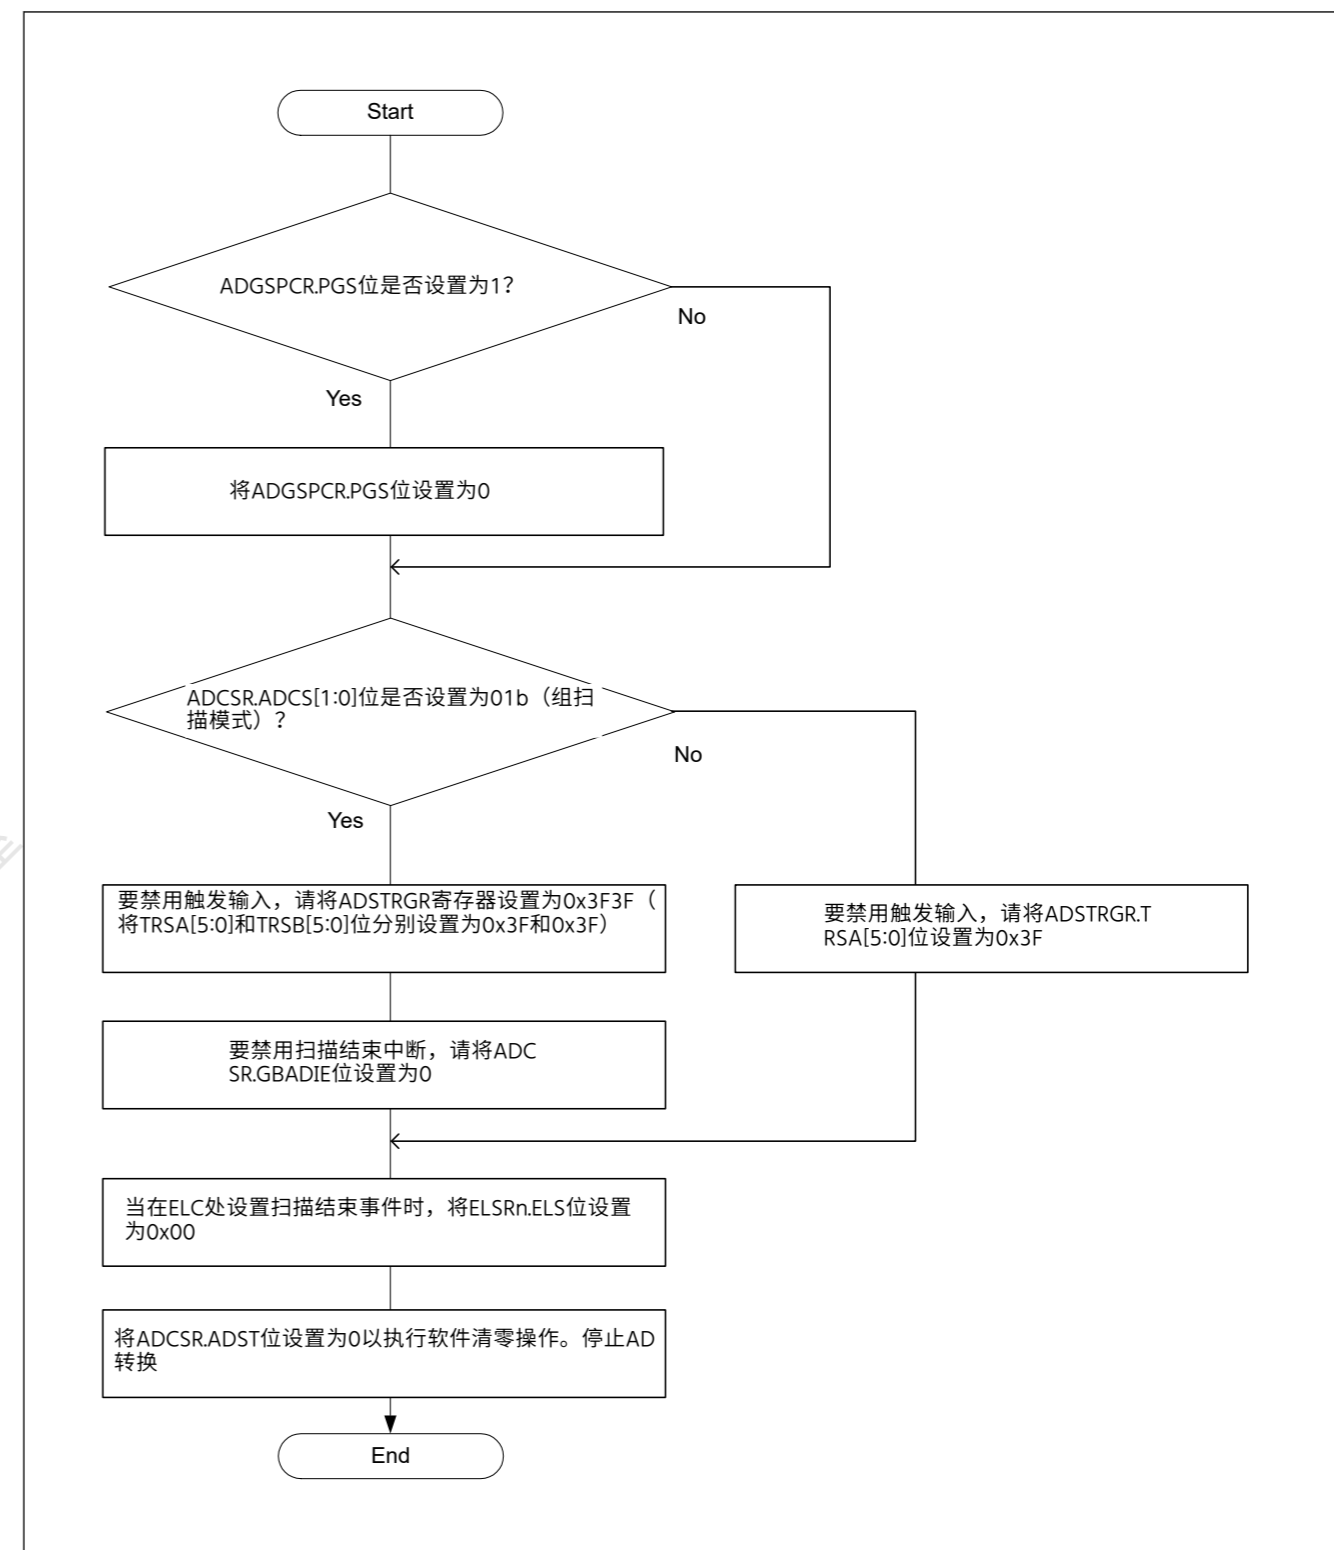 Start
ADGSPCR.PGS位是否设置为1?
No
Yes
将ADGSPCR.PGS位设置为0
ADCSR.ADCS[1:0]位是否设置为01b（组扫
描模式）？
No
Yes
要禁用触发输入，请将ADSTRGR寄存器设置为0x3F3F（
将TRSA[5:0]和TRSB[5:0]位分别设置为0x3F和0x3F）
要禁用触发输入，请将ADSTRGR.T
RSA[5:0]位设置为0x3F
要禁用扫描结束中断，请将ADC
SR.GBADIE位设置为0
当在ELC处设置扫描结束事件时，将ELSRn.ELS位设置
为0x00
将ADCSR.ADST位设置为0以执行软件清零操作。停止AD
转换
End